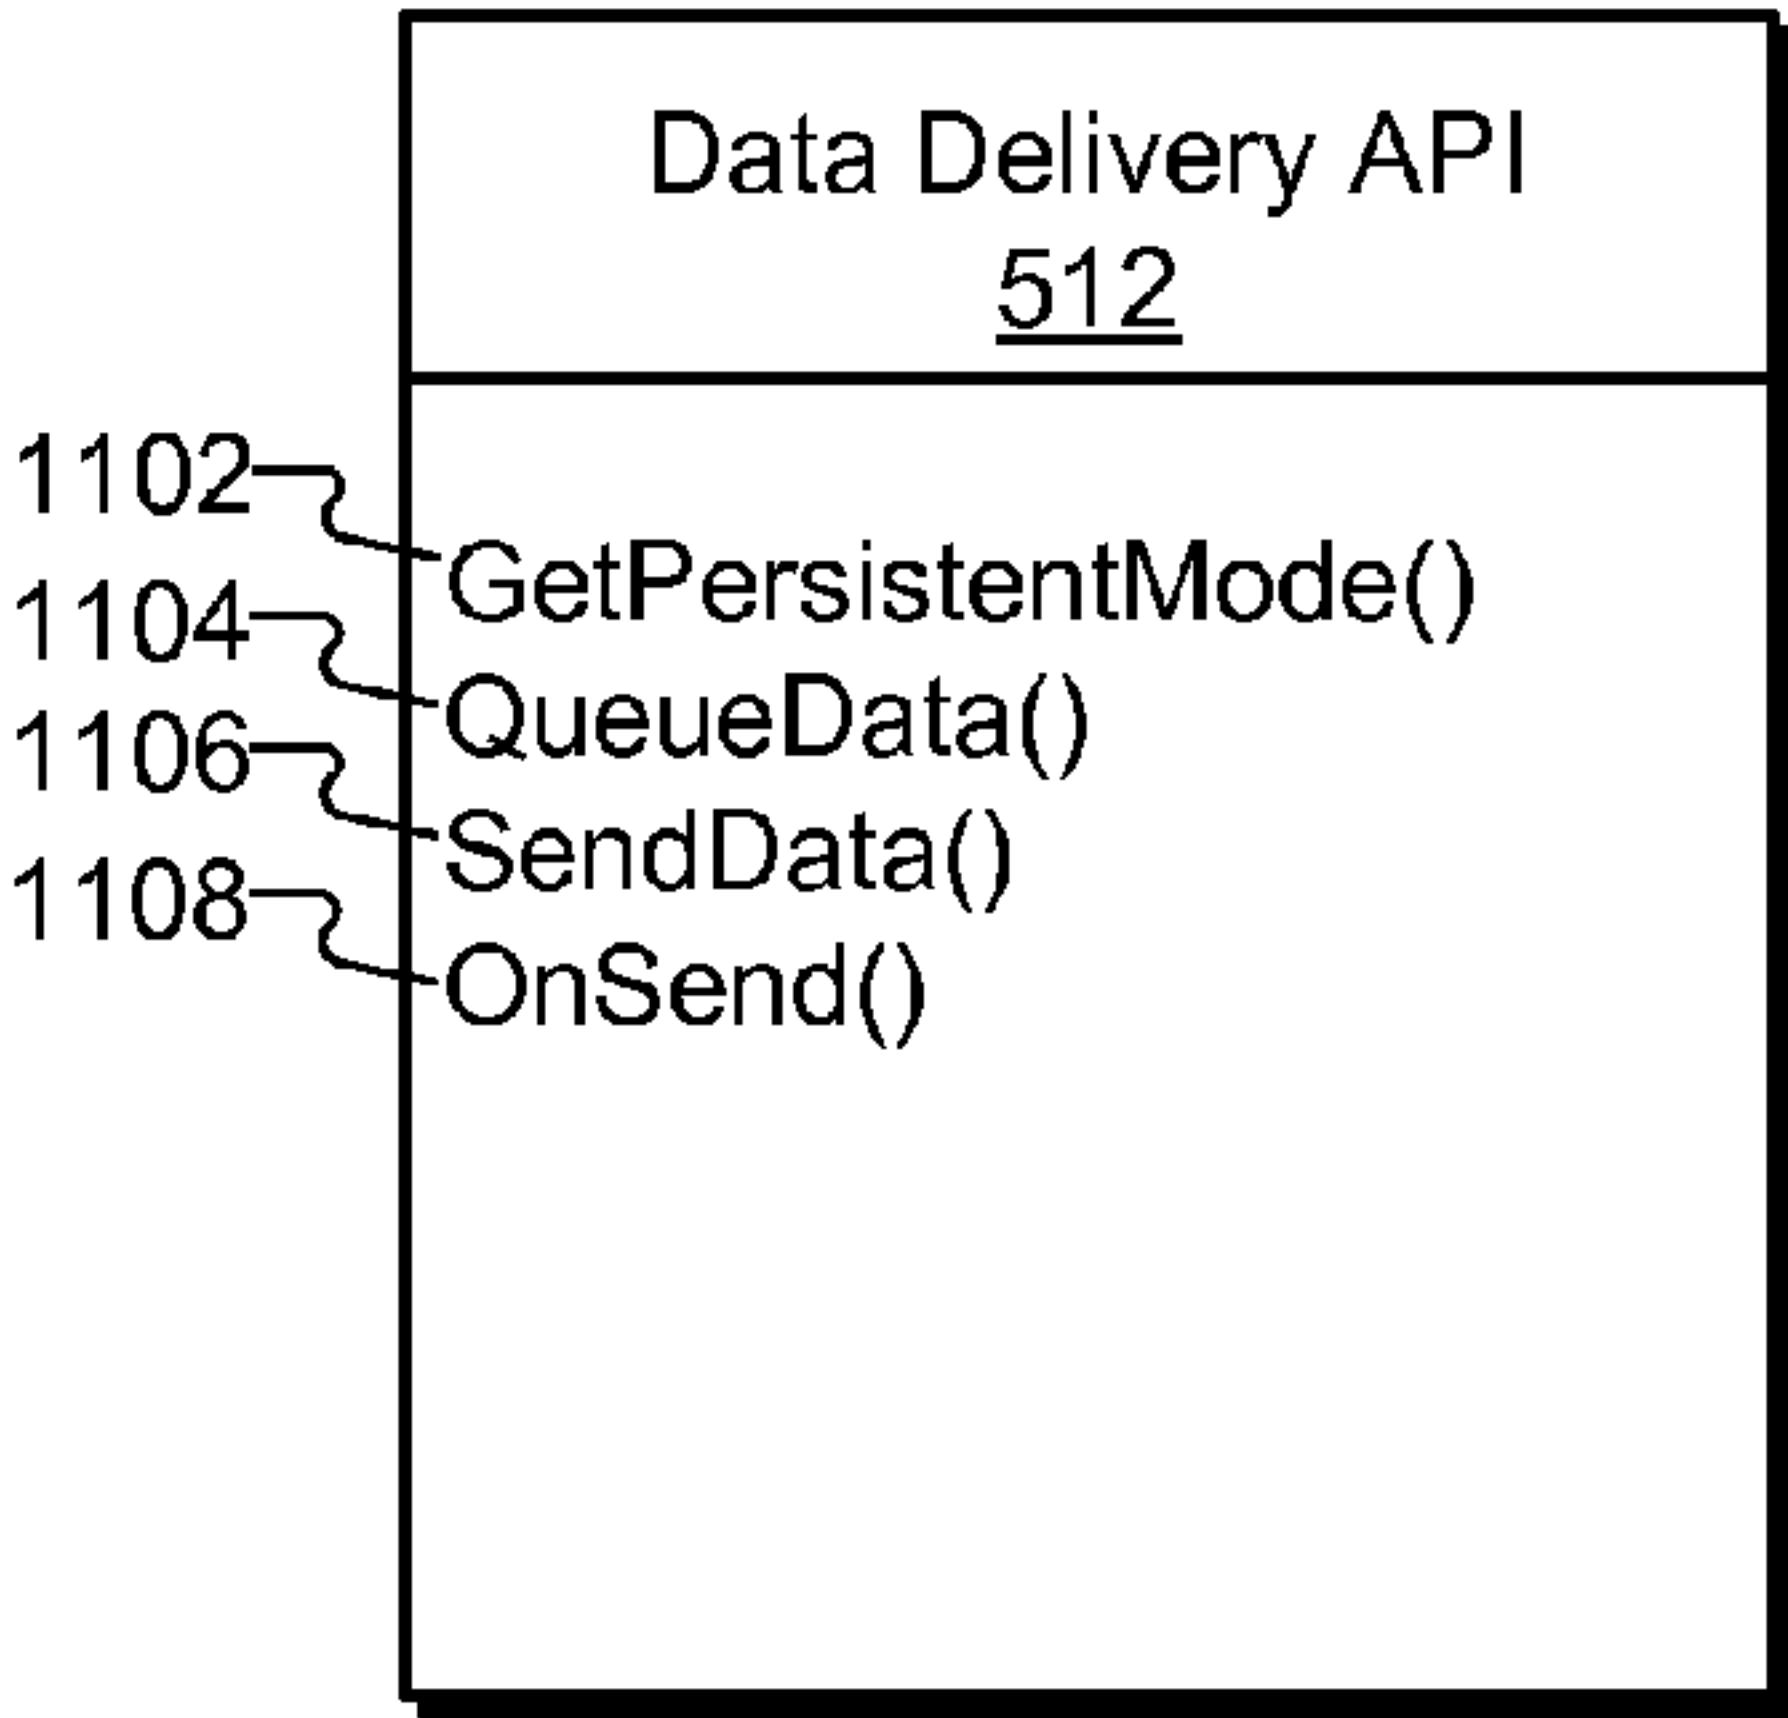 Data Delivery API
512
1102
GetPersistentMode()
1104
QueueData()
1106
SendData()
1108
OnSend()